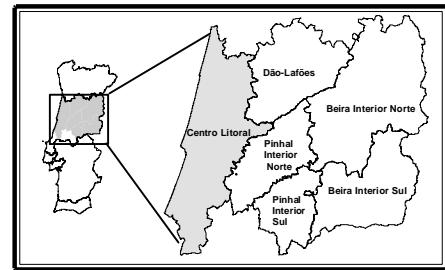 Dão-Lafões
Beira Interior Norte
Centro Litoral
Pinhal
Interior
Norte
Beira Interior Sul
Pinhal
Interior
Sul